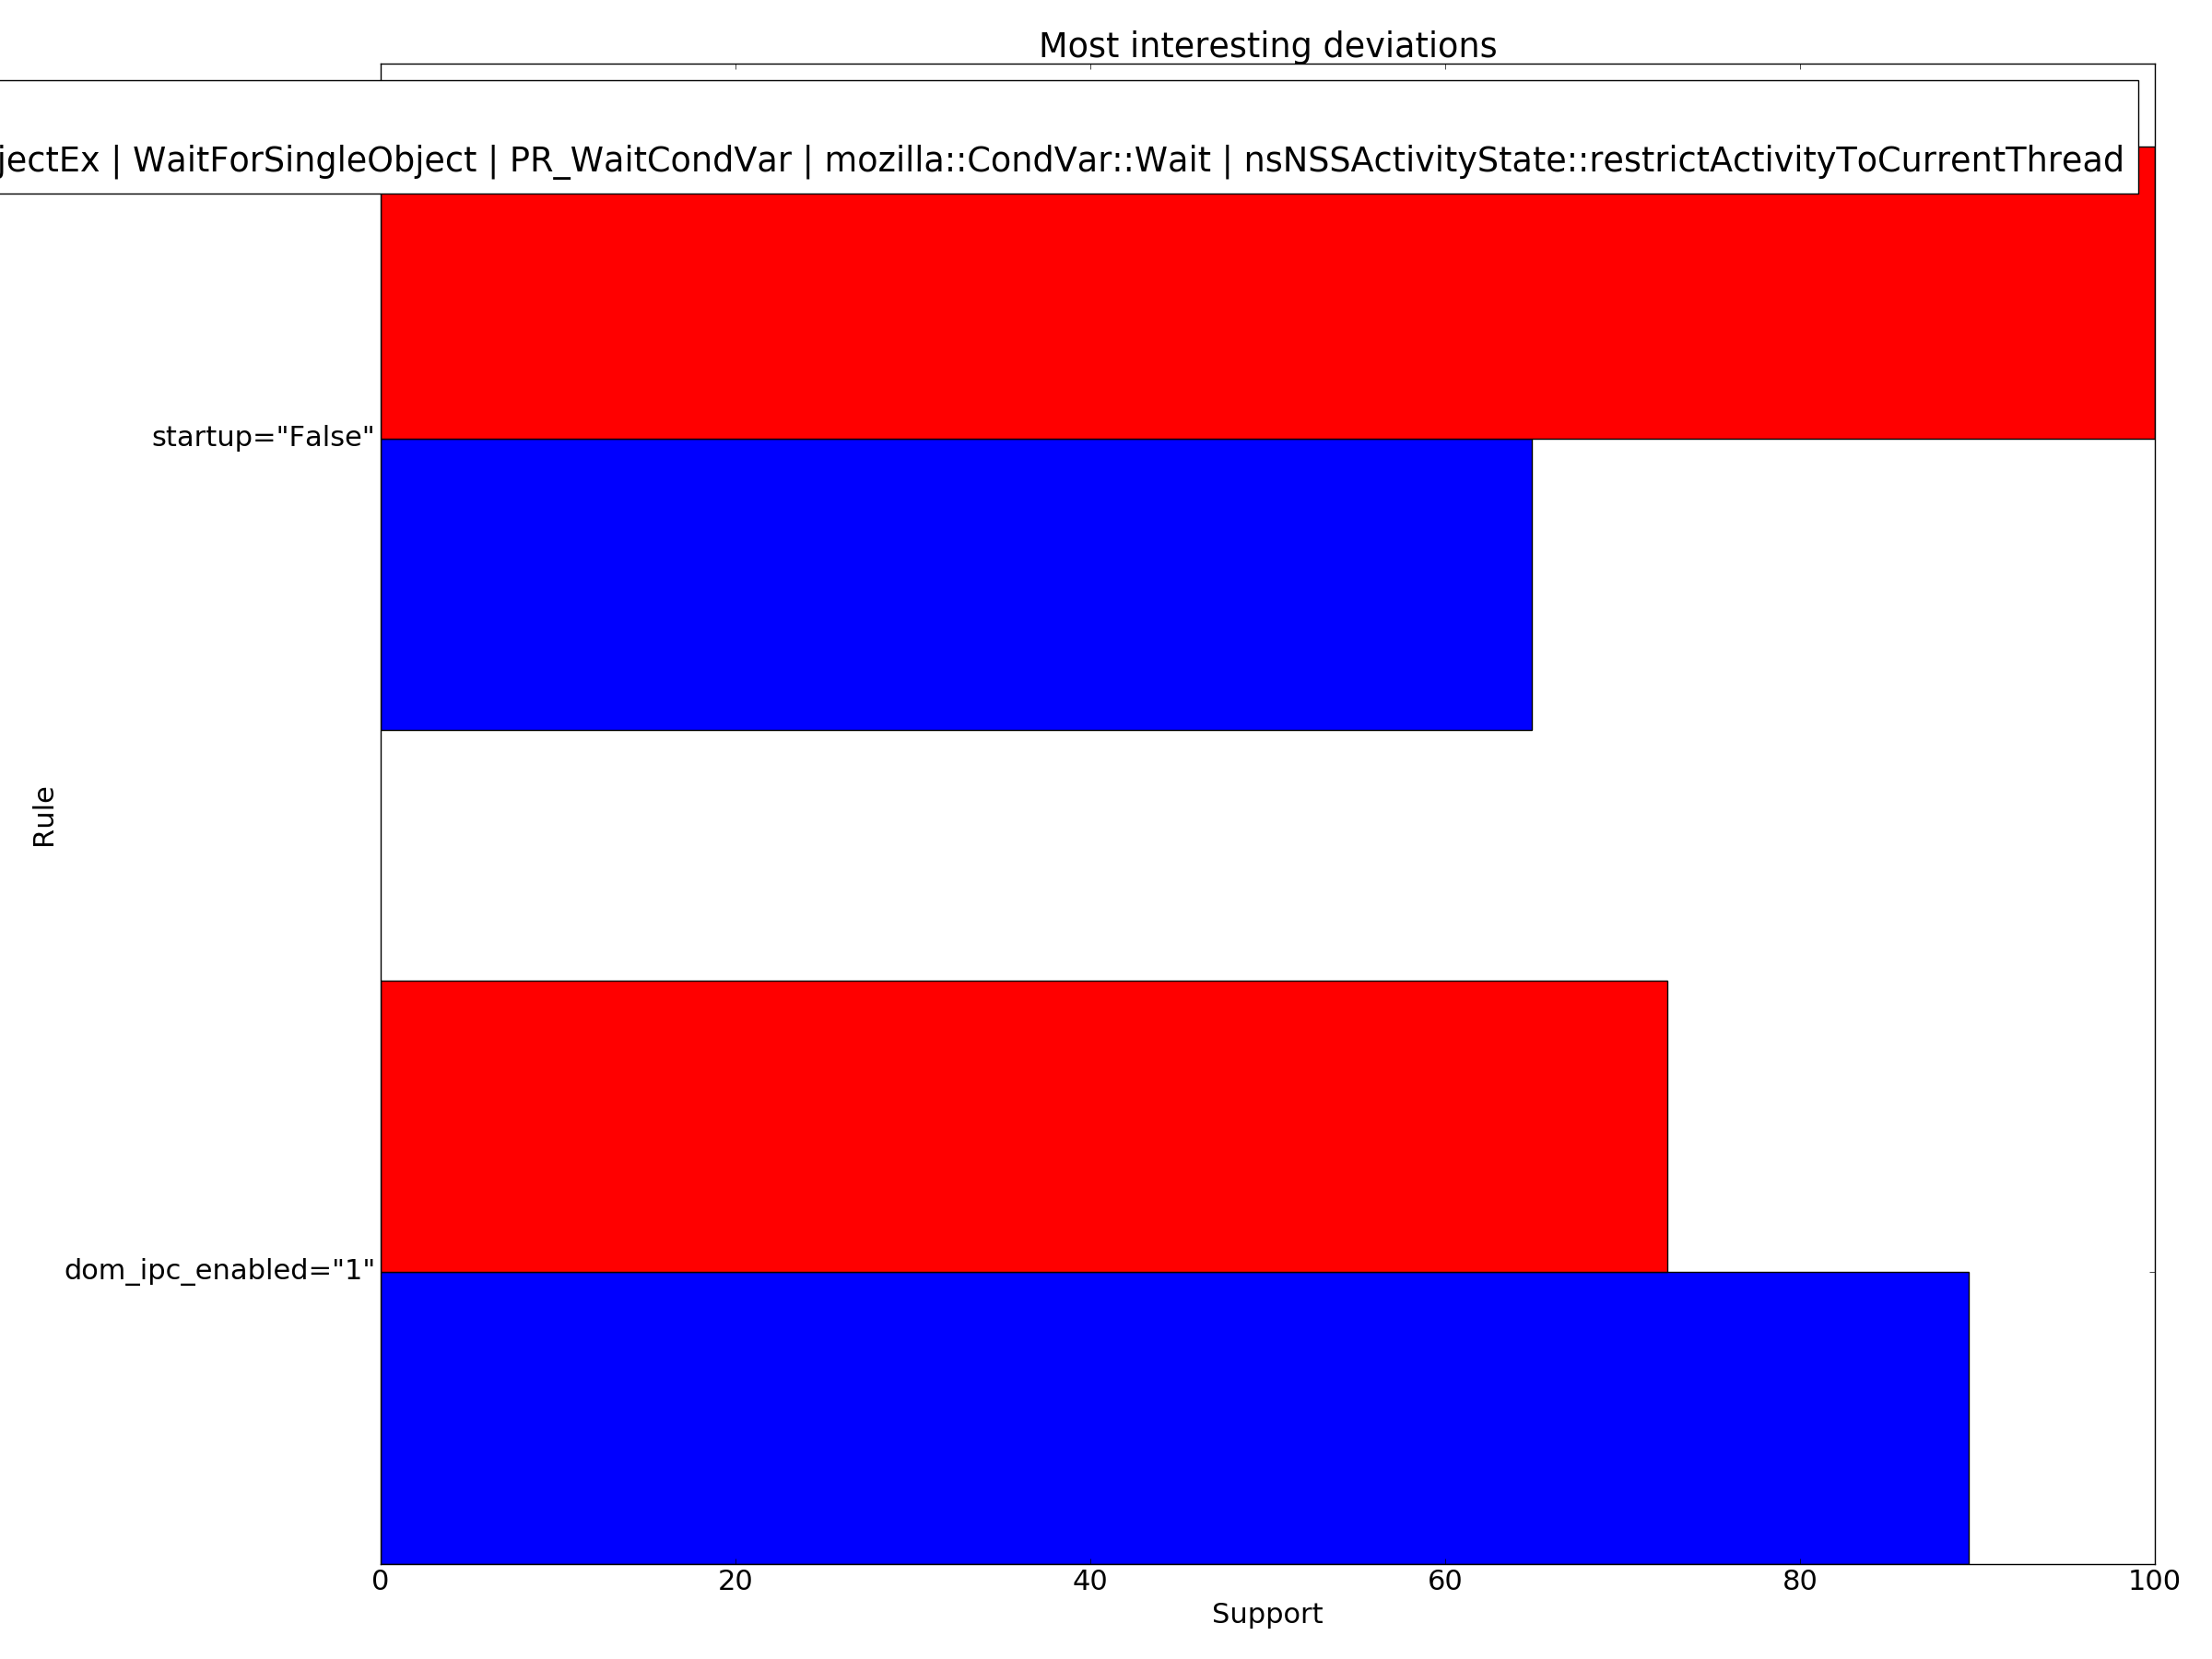 Most interesting deviations
jectEx | WaitForSingleObject | PR_WaitCondVar | mozilla::CondVar::Wait | nsNSSActivityState::restrictActivityToCurrentThread
startup="False"
Rule
dom_ipc_enabled="1"
0 20 40 60 80 100
Support